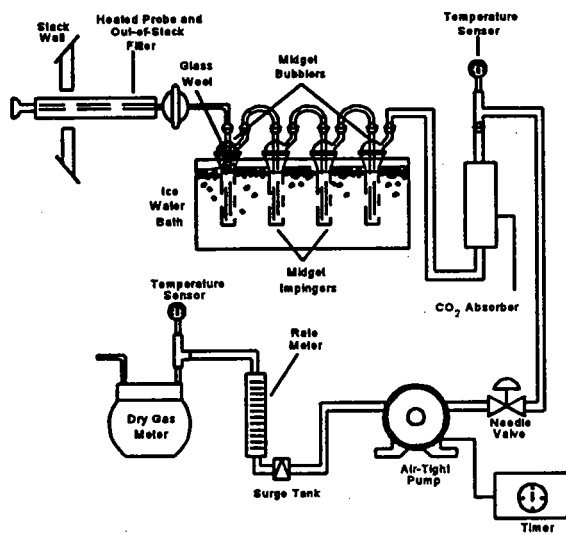 Stack
Wall
Heated Probe and
Out-of-Stack
Filter
Glass
Wool
Midget
Bubblers
Temperature
Sensor
Ice
Water
Bath
Midget
Impingers
CO2 Absorber
Temperature
Sensor
Rate
Meter
Dry Gas
Meter
Surge Tank
Air-Tight
Pump
Needle
Valve
Timer